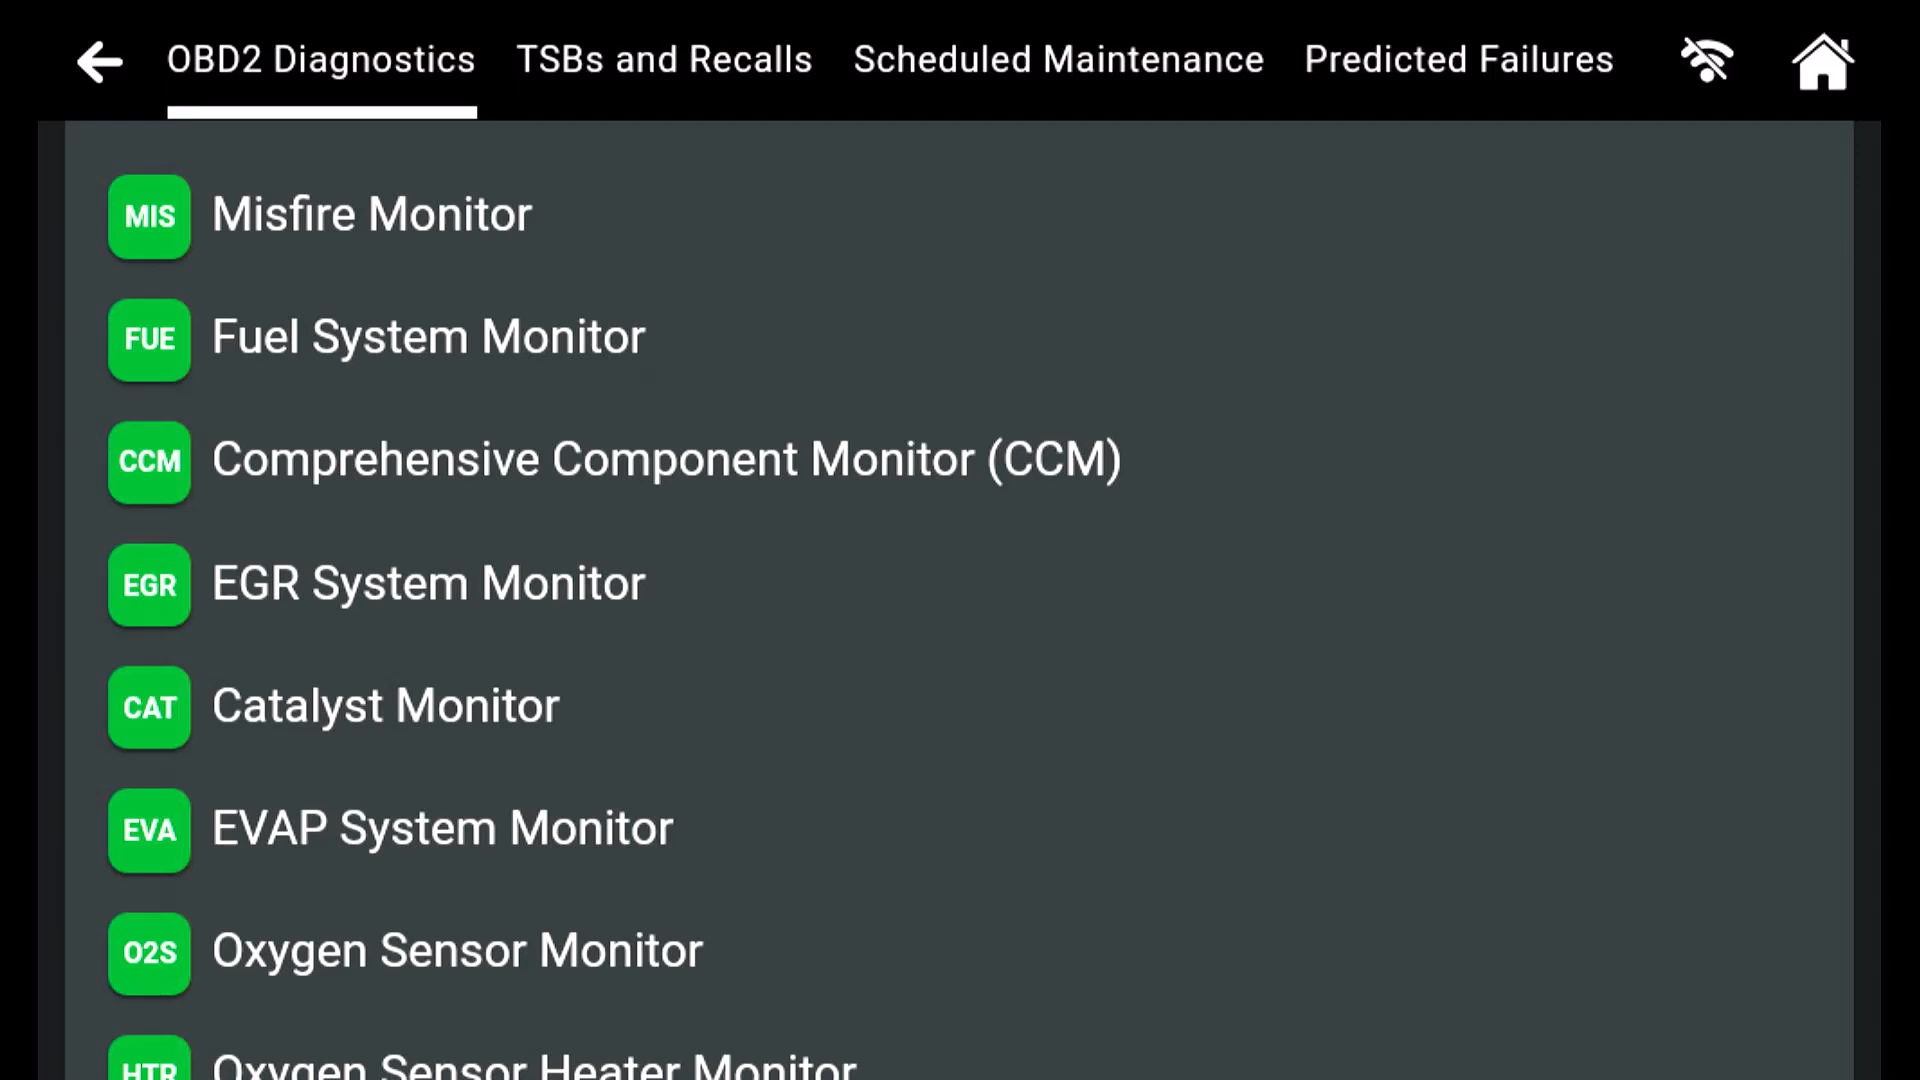 OBD2 Diagnostics TSBs and Recalls Scheduled Maintenance Predicted Failures
MIS Misfire Monitor
FUE Fuel System Monitor
CCM Comprehensive Component Monitor (CCM)
EGR EGR System Monitor
CAT Catalyst Monitor
EVA EVAP System Monitor
O2S Oxygen Sensor Monitor
HTR Oxygen Sensor Heater Monitor